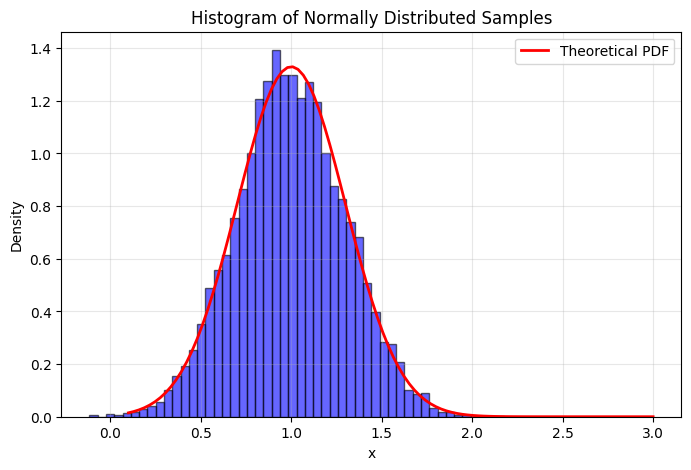 Histogram of Normally Distributed Samples
Theoretical PDF
1.4
1.2
1.0
0.8
0.6
0.4
0.2
0.0
Density
0.0 0.5 1.0 1.5 2.0 2.5 3.0
x